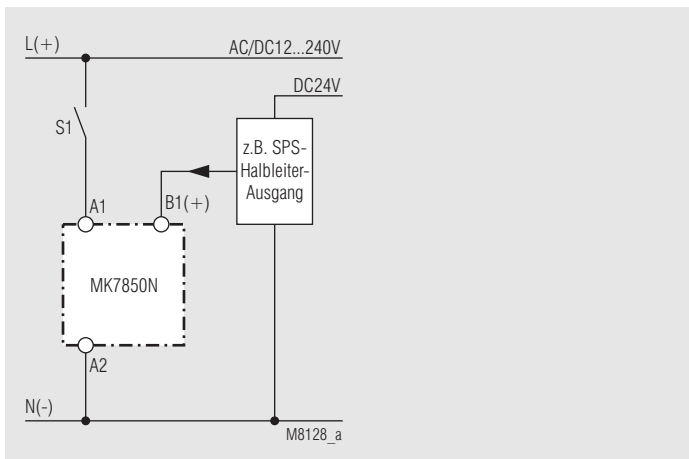 L(+)
AC/DC12...240V
DC24V
S1
z.B. SPS-
Halbleiter-
Ausgang
A1
B1(+)
MK7850N
A2
N(-)
M8128_a